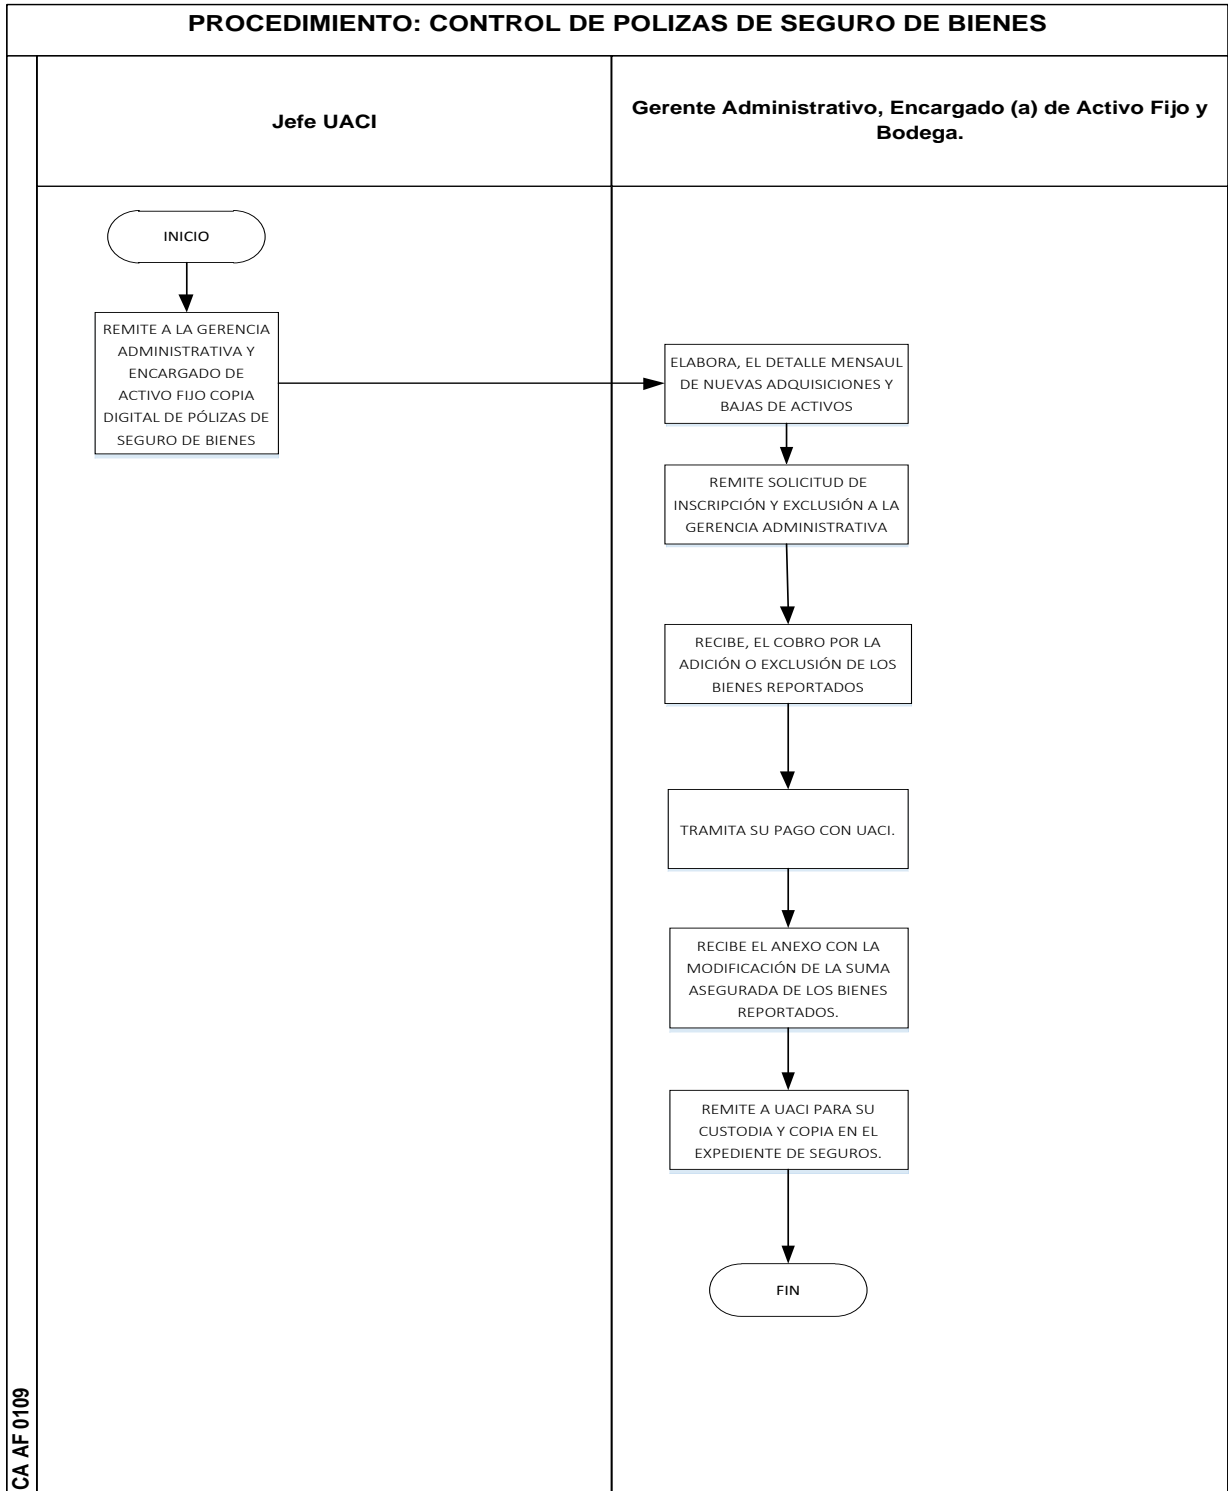 PROCEDIMIENTO: CONTROL DE POLIZAS DE SEGURO DE BIENES
Jefe UACI
Gerente Administrativo, Encargado (a) de Activo Fijo y
Bodega.
INICIO
REMITE A LA GERENCIA
ADMINISTRATIVA Y
ENCARGADO DE
ACTIVO FIJO COPIA
DIGITAL DE PÓLIZAS DE
SEGURO DE BIENES
ELABORA, EL DETALLE MENSAUL
DE NUEVAS ADQUISICIONES Y
BAJAS DE ACTIVOS
REMITE SOLICITUD DE
INSCRIPCIÓN Y EXCLUSIÓN A LA
GERENCIA ADMINISTRATIVA
RECIBE, EL COBRO POR LA
ADICIÓN O EXCLUSIÓN DE LOS
BIENES REPORTADOS
TRAMITA SU PAGO CON UACI.
RECIBE EL ANEXO CON LA
MODIFICACIÓN DE LA SUMA
ASEGURADA DE LOS BIENES
REPORTADOS.
REMITE A UACI PARA SU
CUSTODIA Y COPIA EN EL
EXPEDIENTE DE SEGUROS.
FIN
CA AF 0109